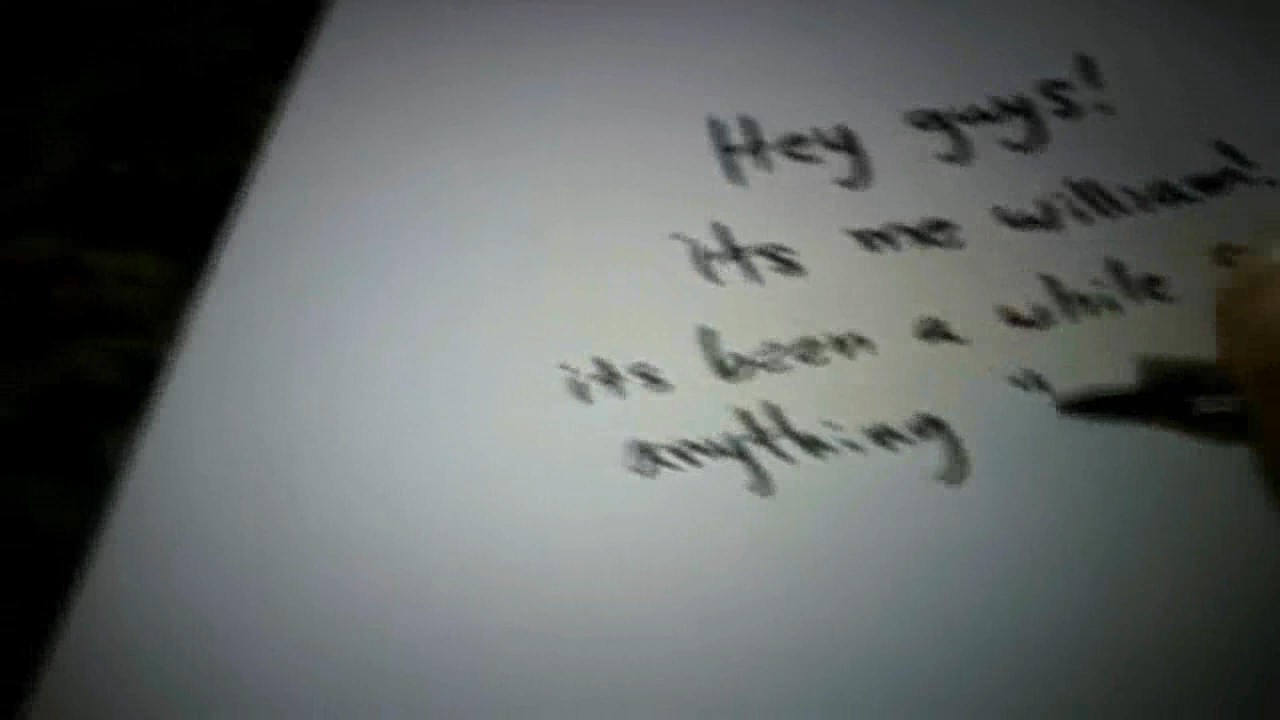 Hey guys!
its me william!
its been a while
anything